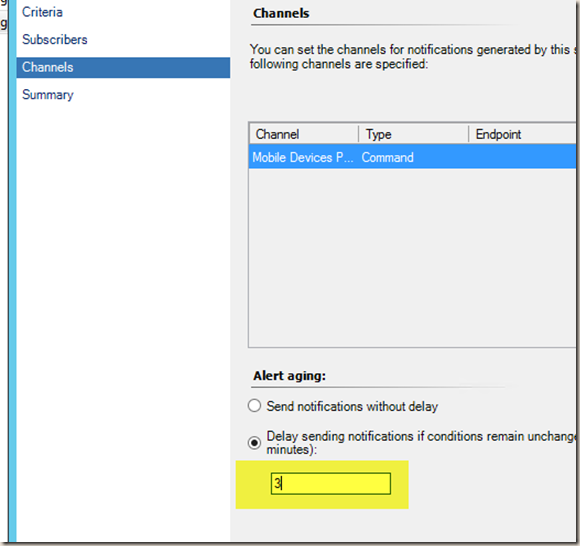 Criteria
Subscribers
Channels
Summary
Channels
You can set the channels for notifications generated by this s
following channels are specified:
Channel Type Endpoint
Mobile Devices P... Command
Alert aging:
Send notifications without delay
Delay sending notifications if conditions remain unchange
minutes):
3